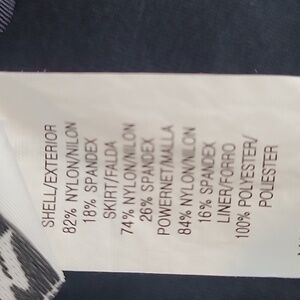 SHELL/EXTERIOR
82% NYLON/NILON
18% SPANDEX
SKIRT/FALDA
74% NYLON/NILON
26% SPANDEX
POWERNET/MALLA
84% NYLON/NILON
16% SPANDEX
LINER/FORRO
100% POLYESTER/
POLIESTER